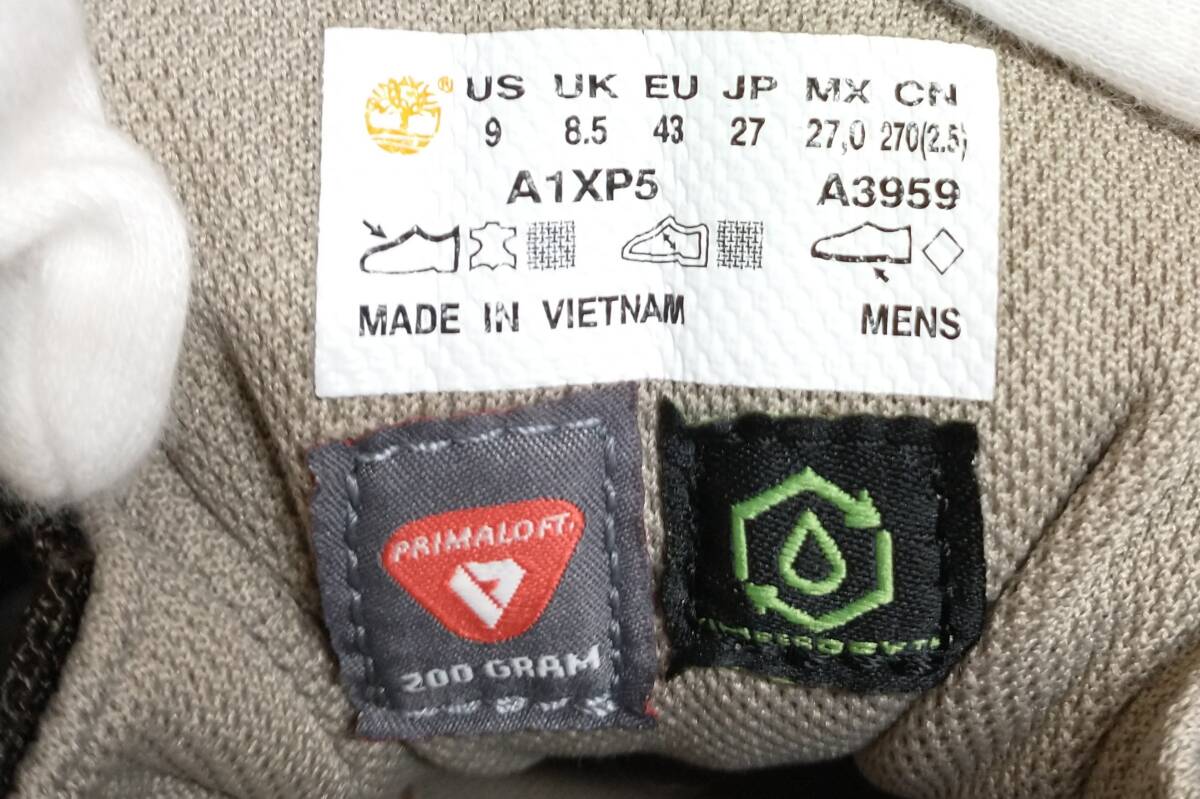 ® US UK EU JP MX CN
9 8.5 43 27 27,0 270(2.5)
A1XP5 A3959
MADE IN VIETNAM MENS
PRIMALOFT
200 GRAM